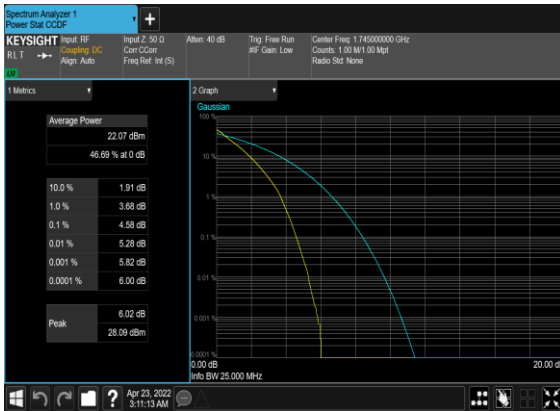 Spectrum Analyzer 1
Power Stat CCDF
+
KEYSIGHT
RLT
LM
Input: RF
Coupling: DC
Align: Auto
Input Z: 50 Ω
Corr CCorr
Freq Ref: Int (S)
Atten: 40 dB
Trig: Free Run
#IF Gain: Low
Center Freq: 1.745000000 GHz
Counts: 1.00 M/1.00 Mpt
Radio Std: None
1 Metrics
Average Power
22.07 dBm
46.69 % at 0 dB
10.0 % 1.91 dB
1.0 % 3.68 dB
0.1 % 4.58 dB
0.01 % 5.28 dB
0.001 % 5.82 dB
0.0001 % 6.00 dB
Peak
6.02 dB
28.09 dBm
2 Graph
Gaussian
100 %
10 %
1 %
0.1 %
0.01 %
0.001 %
0.0001 %
0.00 dB
20.00 d
Info BW 25.000 MHz
?
Apr 23, 2022
3:11:13 AM